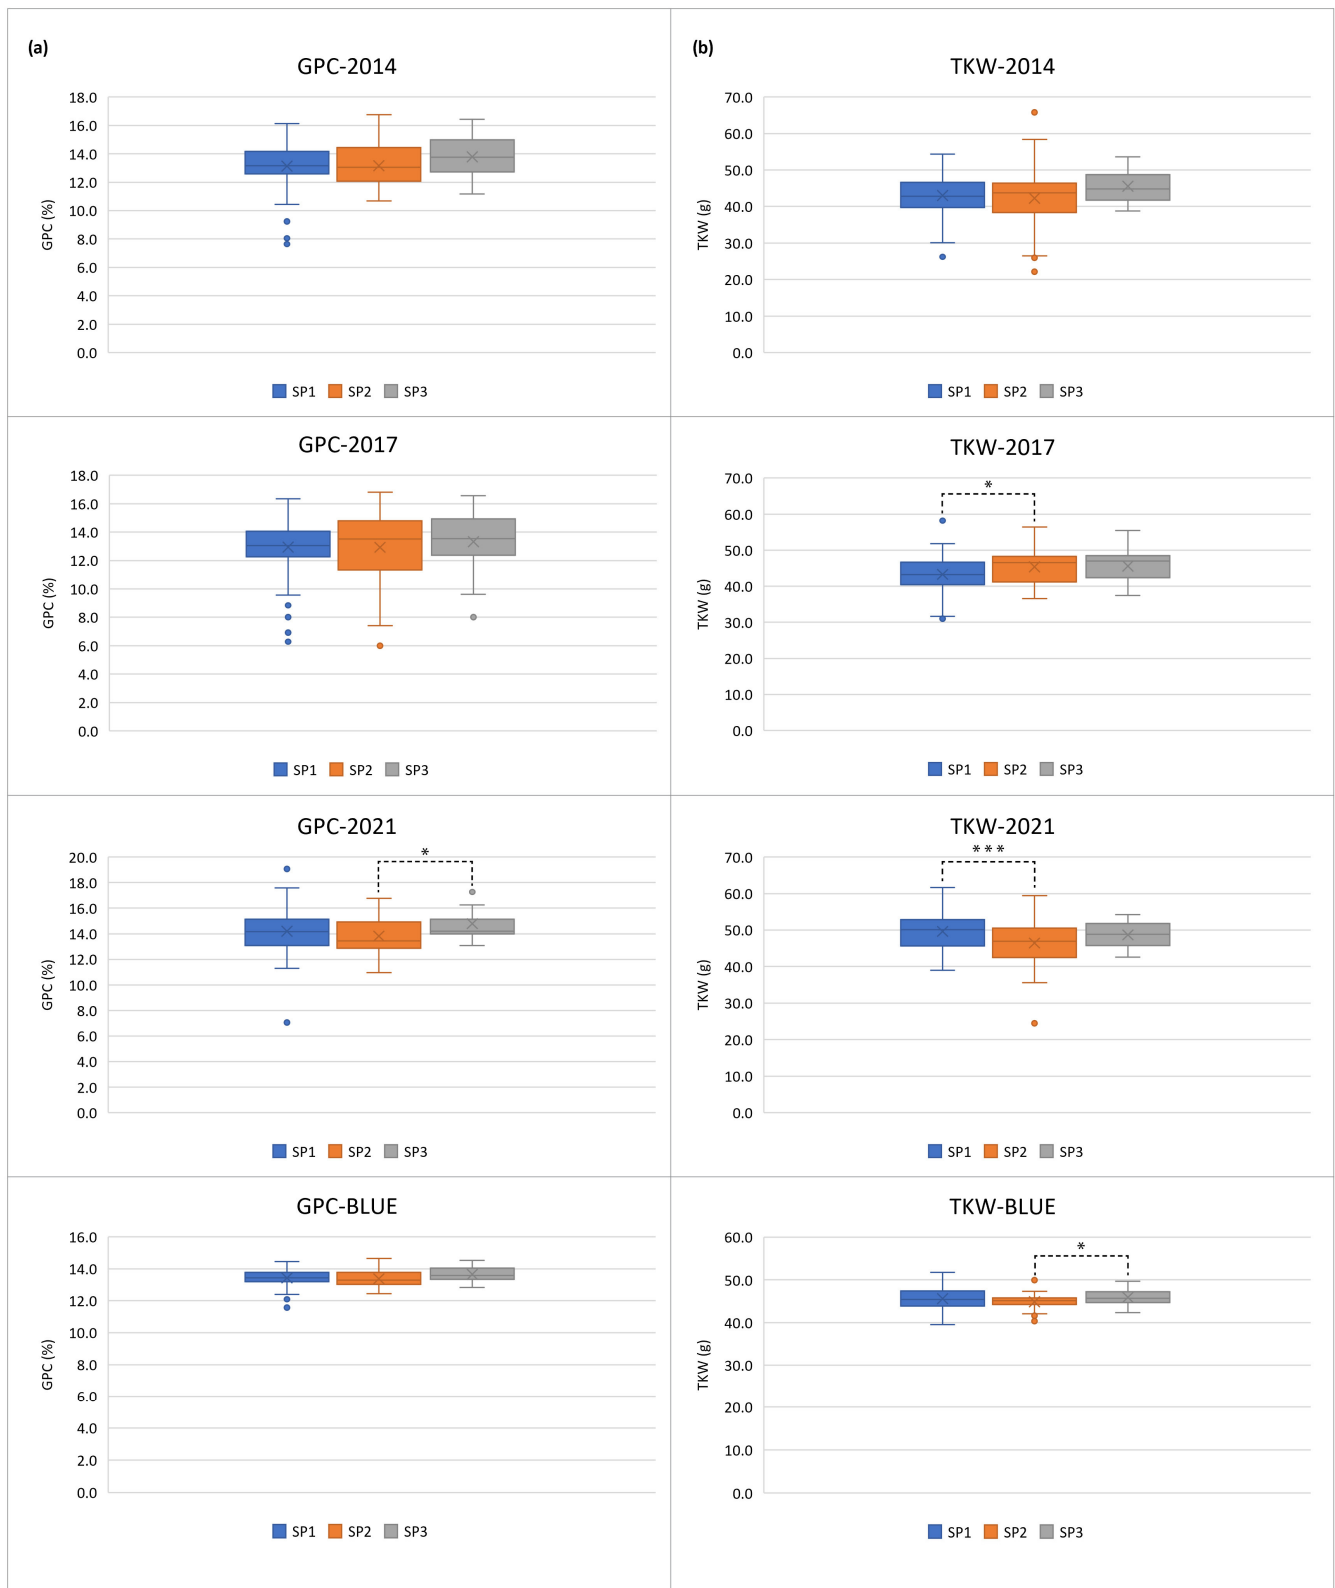 (a)
GPC-2014
18.0
16.0
14.0
12.0
10.0
8.0
6.0
4.0
2.0
0.0
GPC (%)
SP1 SP2 SP3
(b)
TKW-2014
70.0
60.0
50.0
40.0
30.0
20.0
10.0
0.0
TKW (g)
SP1 SP2 SP3
GPC-2017
18.0
16.0
14.0
12.0
10.0
8.0
6.0
4.0
2.0
0.0
GPC (%)
SP1 SP2 SP3
TKW-2017
*
70.0
60.0
50.0
40.0
30.0
20.0
10.0
0.0
TKW (g)
SP1 SP2 SP3
GPC-2021
*
20.0
18.0
16.0
14.0
12.0
10.0
8.0
6.0
4.0
2.0
0.0
GPC (%)
SP1 SP2 SP3
TKW-2021
***
70.0
60.0
50.0
40.0
30.0
20.0
10.0
0.0
TKW (g)
SP1 SP2 SP3
GPC-BLUE
16.0
14.0
12.0
10.0
8.0
6.0
4.0
2.0
0.0
GPC (%)
SP1 SP2 SP3
TKW-BLUE
*
60.0
50.0
40.0
30.0
20.0
10.0
0.0
TKW (g)
SP1 SP2 SP3